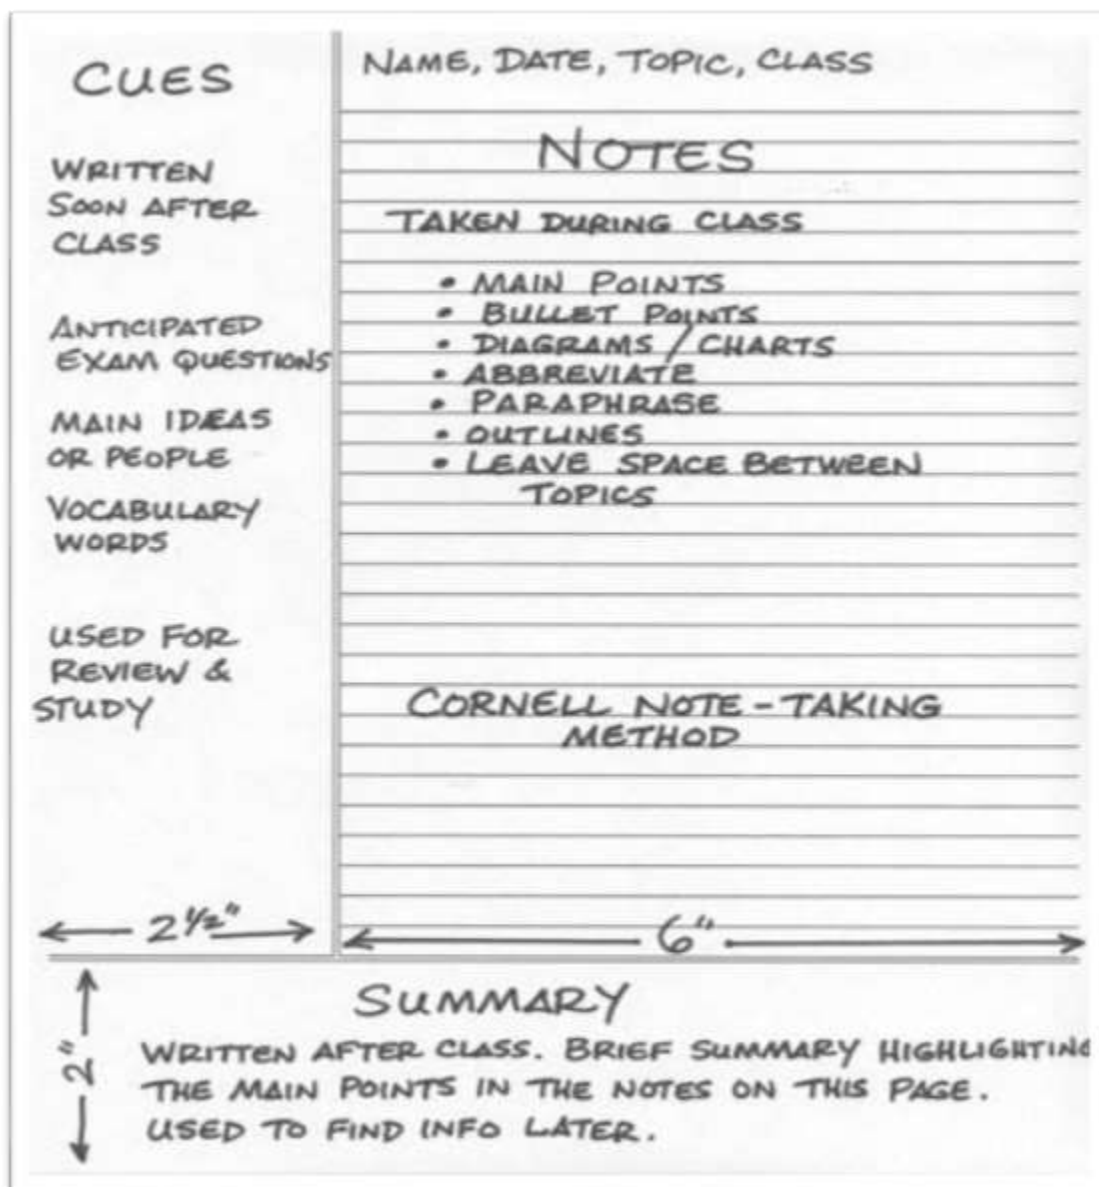 CUES
WRITTEN
SOON AFTER
CLASS
ANTICIPATED
EXAM QUESTIONS
MAIN IDEAS
OR PEOPLE
VOCABULARY
WORDS
USED FOR
REVIEW &
STUDY
2 1/2"
NAME, DATE, TOPIC, CLASS
NOTES
TAKEN DURING CLASS
• MAIN POINTS
• BULLET POINTS
• DIAGRAMS / CHARTS
• ABBREVIATE
• PARAPHRASE
• OUTLINES
• LEAVE SPACE BETWEEN
TOPICS
CORNELL NOTE-TAKING
METHOD
6"
SUMMARY
2"
WRITTEN AFTER CLASS. BRIEF SUMMARY HIGHLIGHTING
THE MAIN POINTS IN THE NOTES ON THIS PAGE.
USED TO FIND INFO LATER.